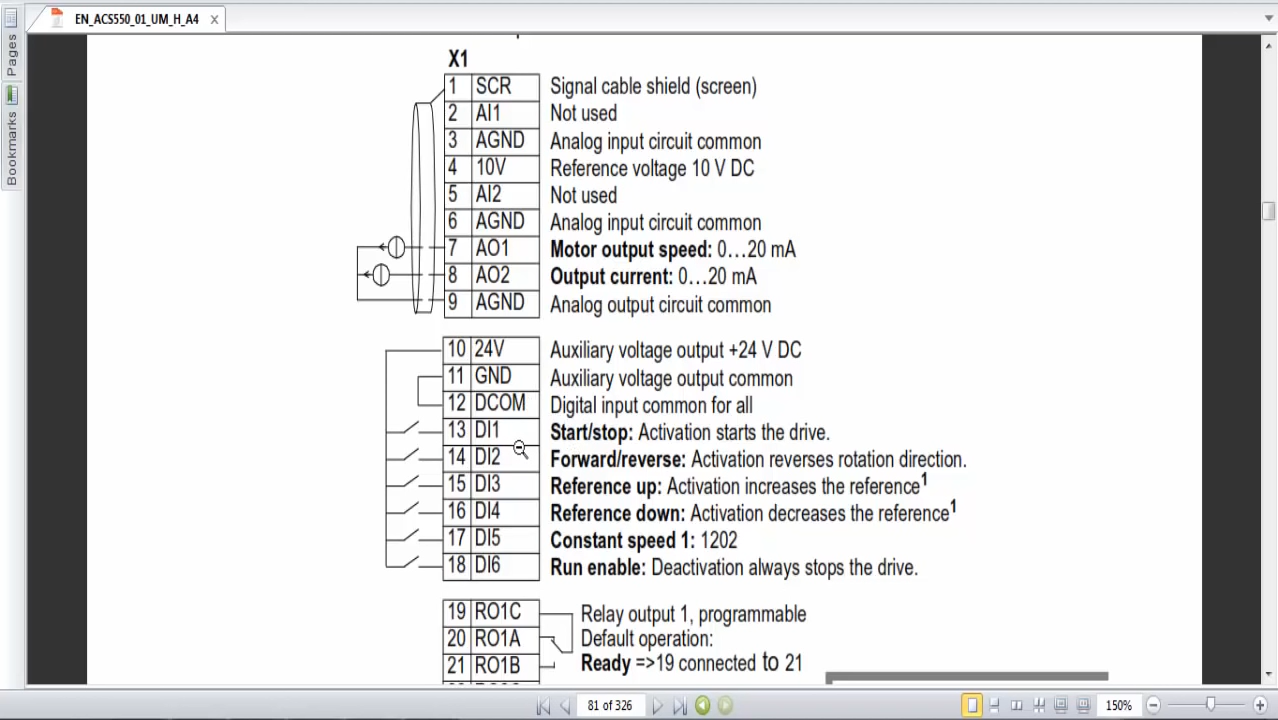 EN_ACS550_01_UM_H_A4
Pages
Bookmarks
X1
1 SCR Signal cable shield (screen)
2 AI1 Not used
3 AGND Analog input circuit common
4 10V Reference voltage 10 V DC
5 AI2 Not used
6 AGND Analog input circuit common
7 AO1 Motor output speed: 0…20 mA
8 AO2 Output current: 0…20 mA
9 AGND Analog output circuit common
10 24V Auxiliary voltage output +24 V DC
11 GND Auxiliary voltage output common
12 DCOM Digital input common for all
13 DI1 Start/stop: Activation starts the drive.
14 DI2 Forward/reverse: Activation reverses rotation direction.
15 DI3 Reference up: Activation increases the reference1
16 DI4 Reference down: Activation decreases the reference1
17 DI5 Constant speed 1: 1202
18 DI6 Run enable: Deactivation always stops the drive.
19 RO1C Relay output 1, programmable
20 RO1A Default operation:
21 RO1B Ready =>19 connected to 21
81 of 326
150%